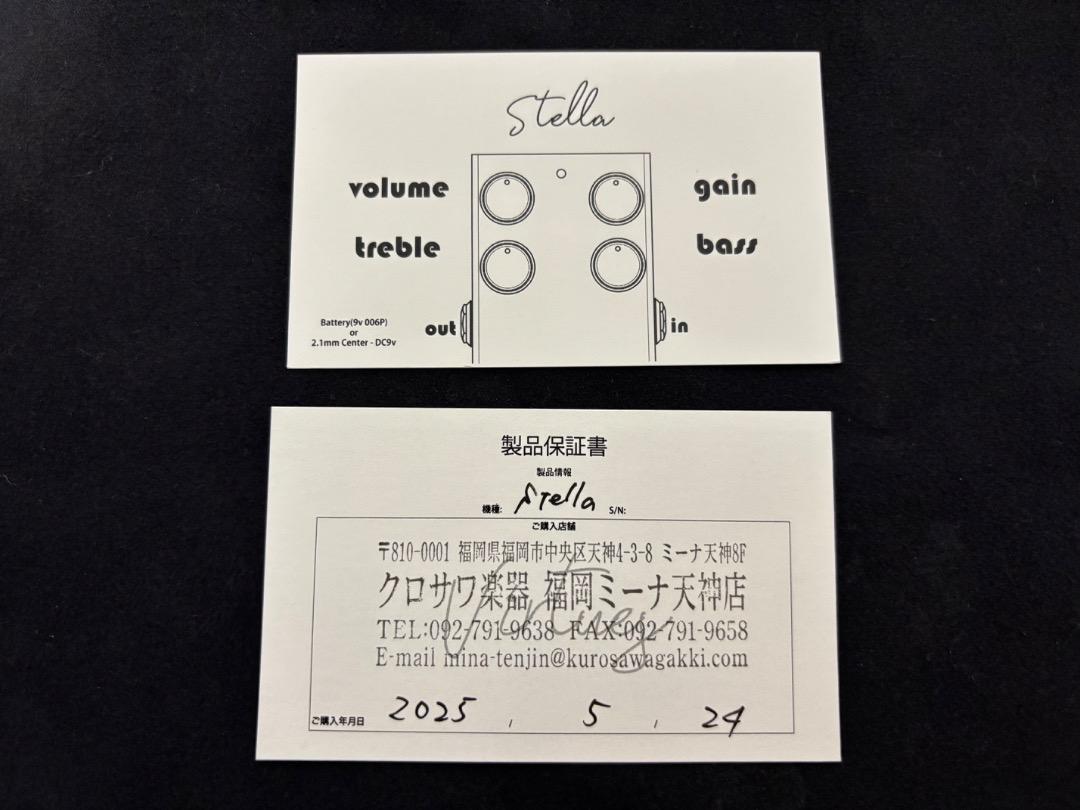 Stella
volume
gain
treble
bass
Battery(9v 006P)
or
2.1mm Center - DC9v
out
in
製品保証書
製品情報
機種: Stella S/N:
ご購入店舗
〒810-0001 福岡県福岡市中央区天神4-3-8 ミーナ天神8F
クロサワ楽器 福岡ミーナ天神店
Virtues
TEL:092-791-9638 FAX:092-791-9658
E-mail mina-tenjin@kurosawagakki.com
ご購入年月日 2025 , 5 , 24